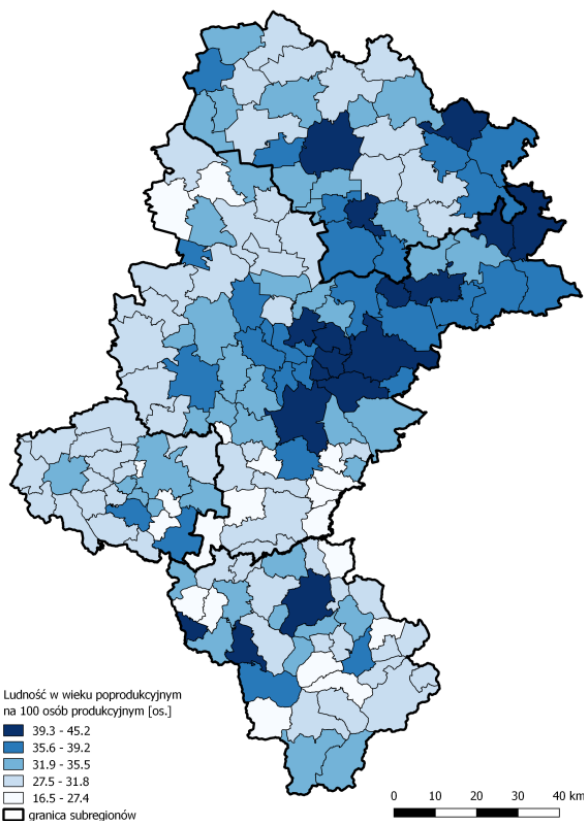 Ludność w wieku poprodukcyjnym
na 100 osób produkcyjnym [os.]
39.3 - 45.2
35.6 - 39.2
31.9 - 35.5
27.5 - 31.8
16.5 - 27.4
granica subregionów
0 10 20 30 40 km